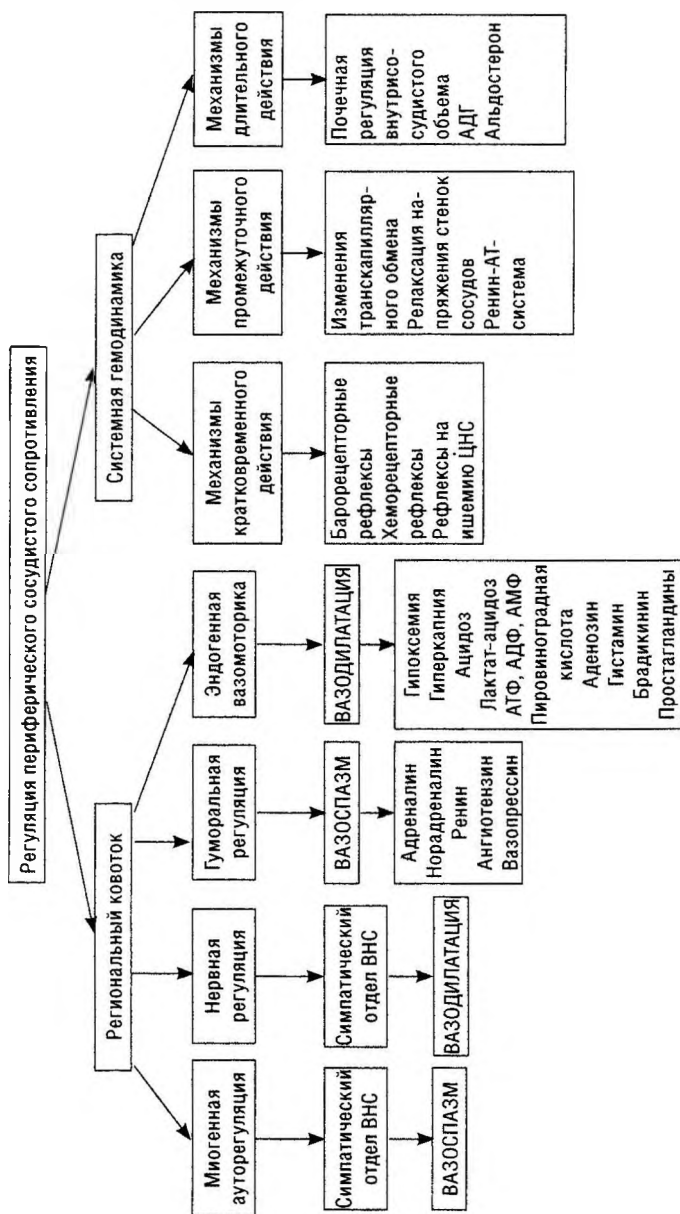 Регуляция периферического сосудистого сопротивления
Региональный ковоток
Системная гемодинамика
Миогенная
ауторегуляция
Нервная
регуляция
Гуморальная
регуляция
Эндогенная
вазомоторика
Механизмы
кратковременного
действия
Механизмы
промежуточного
действия
Механизмы
длительного
действия
Симпатический
отдел ВНС
Симпатический
отдел ВНС
ВАЗОСПАЗМ
ВАЗОДИЛАТАЦИЯ
Барорецепторные
рефлексы
Хеморецепторные
рефлексы
Рефлексы на
ишемию ЦНС
Изменения
транскапилляр-
ного обмена
Релаксация на-
пряжения стенок
сосудов
Ренин-АТ-
система
Почечная
регуляция
внутрисо-
судистого
объема
АДГ
Альдостерон
ВАЗОСПАЗМ
ВАЗОДИЛАТАЦИЯ
Адреналин
Норадреналин
Ренин
Ангиотензин
Вазопрессин
Гипоксемия
Гиперкапния
Ацидоз
Лактат-ацидоз
АТФ, АДФ, АМФ
Пировиноградная
кислота
Аденозин
Гистамин
Брадикинин
Простагландины